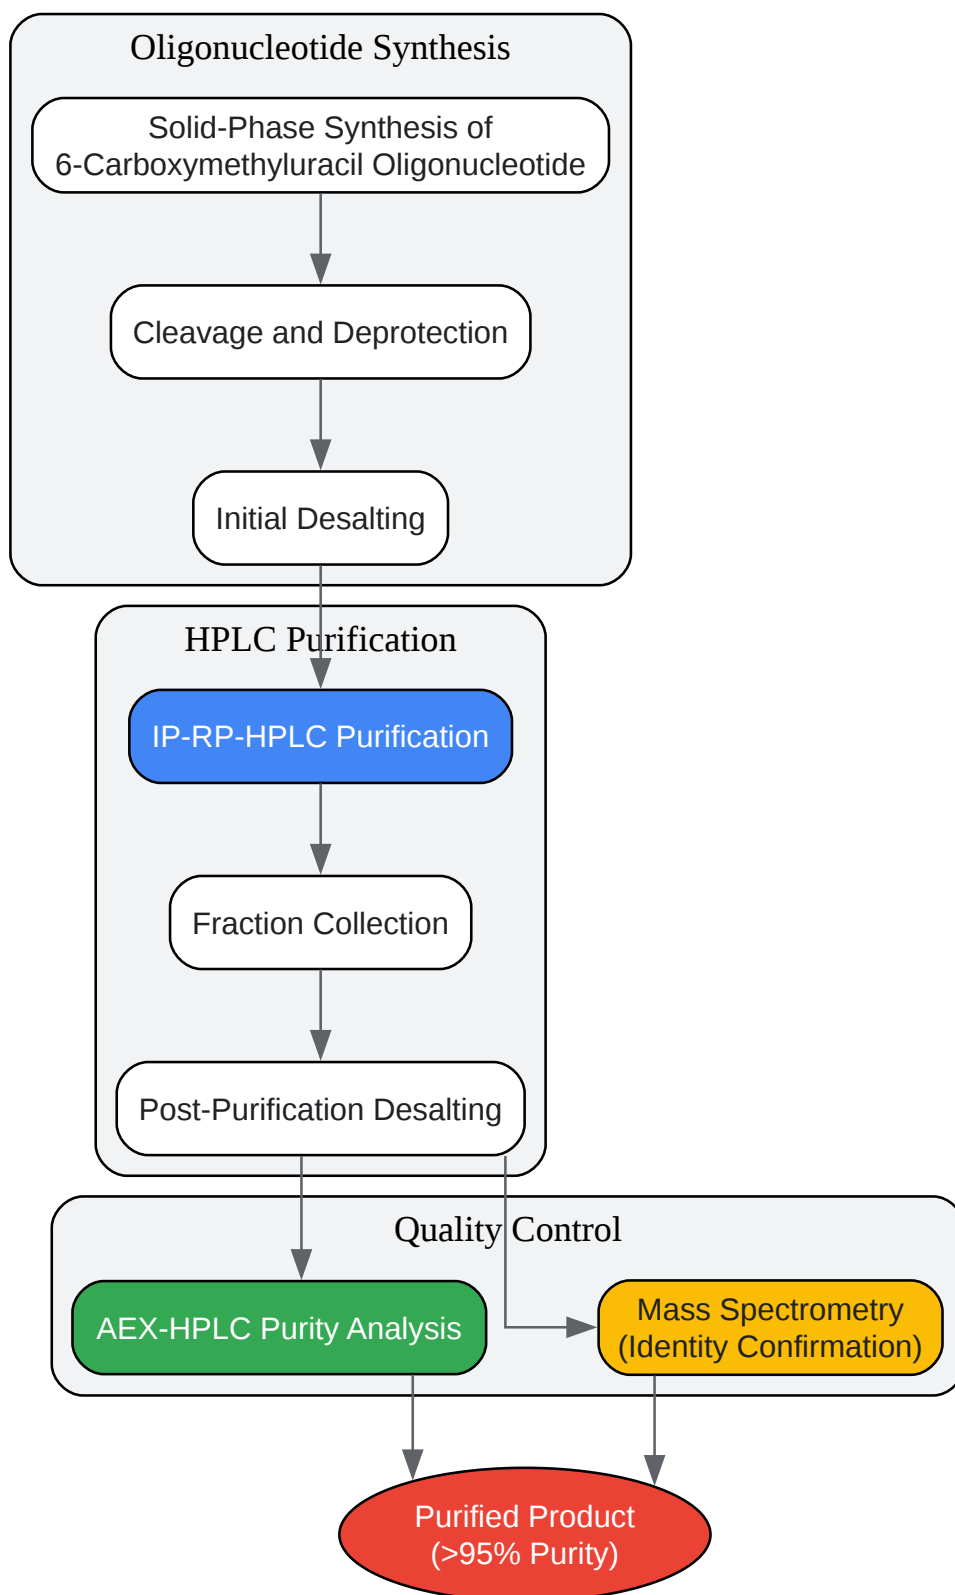 Oligonucleotide Synthesis
Solid-Phase Synthesis of
6-Carboxymethyluracil Oligonucleotide
Cleavage and Deprotection
Initial Desalting
HPLC Purification
IP-RP-HPLC Purification
Fraction Collection
Post-Purification Desalting
Quality Control
AEX-HPLC Purity Analysis
Mass Spectrometry
(Identity Confirmation)
Purified Product
(>95% Purity)